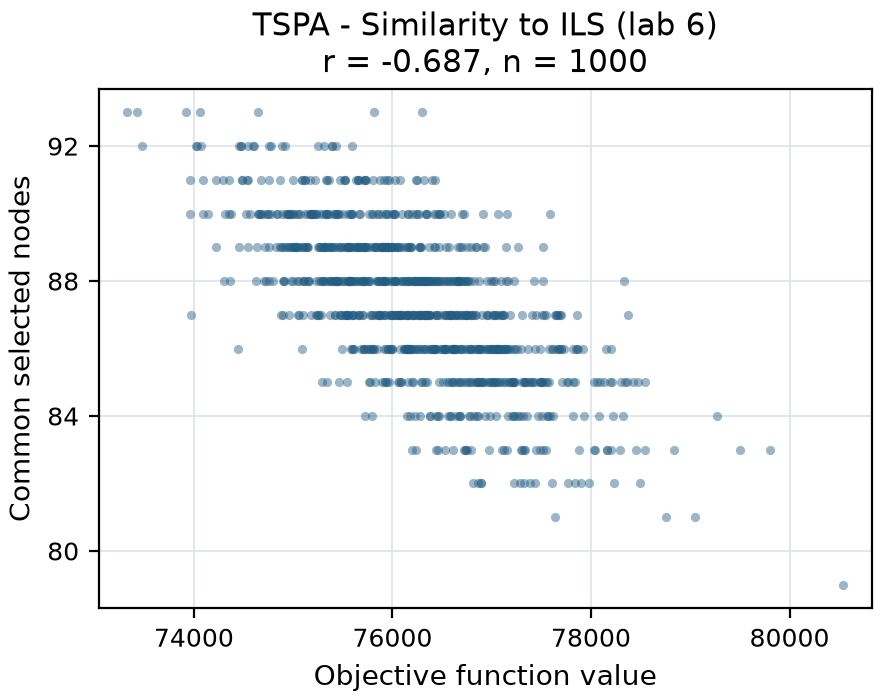 TSPA - Similarity to ILS (lab 6)
r = -0.687, n = 1000
Common selected nodes
92
88
84
80
74000 76000 78000 80000
Objective function value